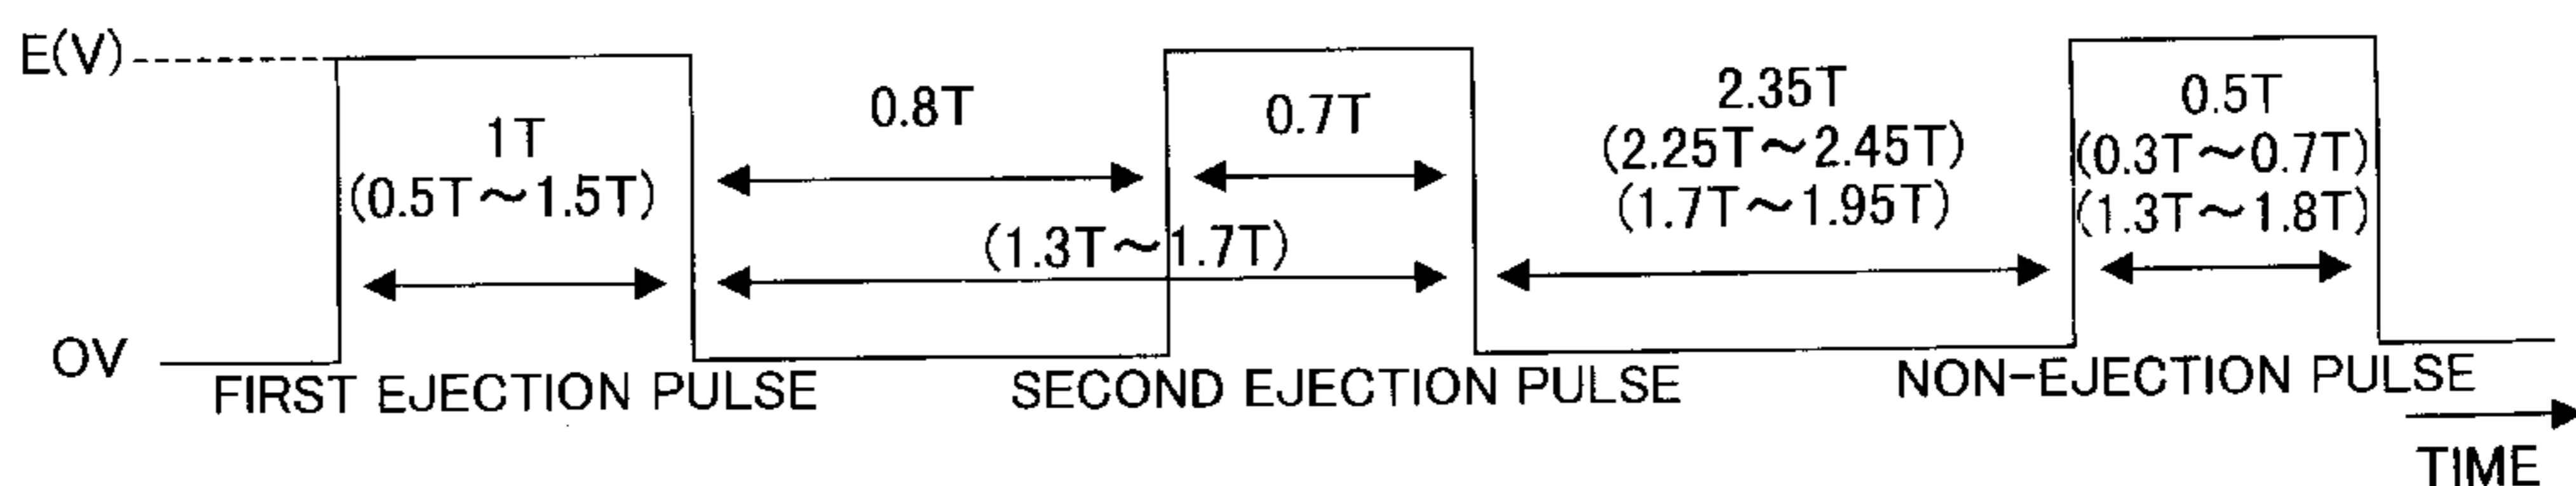 E(V)
1T
(0.5T～1.5T)
0.8T
(1.3T～1.7T)
0.7T
2.35T
(2.25T～2.45T)
(1.7T～1.95T)
0.5T
(0.3T～0.7T)
(1.3T～1.8T)
0V
FIRST EJECTION PULSE
SECOND EJECTION PULSE
NON-EJECTION PULSE
TIME